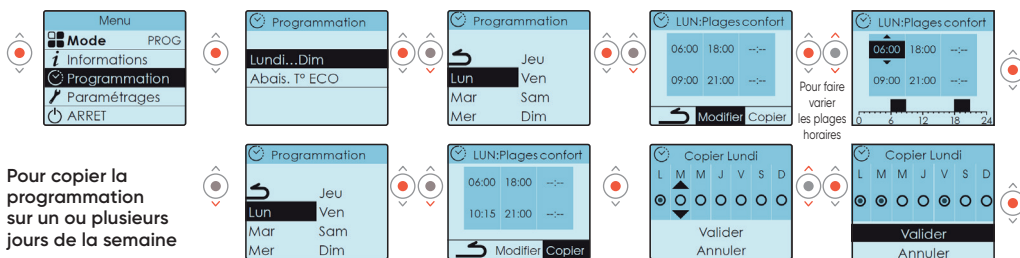 Menu
Mode PROG
i Informations
Programmation
Paramétrages
ARRET
Programmation
Lundi...Dim
Abais. T° ECO
Programmation
Jeu
Lun Ven
Mar Sam
Mer Dim
LUN:Plages confort
06:00 18:00 --:--
09:00 21:00 --:--
Modifier Copier
Pour faire
varier
les plages
horaires
LUN:Plages confort
06:00 18:00 --:--
09:00 21:00 --:--
0 6 12 18 24
Pour copier la
programmation
sur un ou plusieurs
jours de la semaine
Programmation
Jeu
Lun Ven
Mar Sam
Mer Dim
LUN:Plages confort
06:00 18:00 --:--
10:15 21:00 --:--
Modifier Copier
Copier Lundi
L M M J V S D
Valider
Annuler
Copier Lundi
L M M J V S D
Valider
Annuler